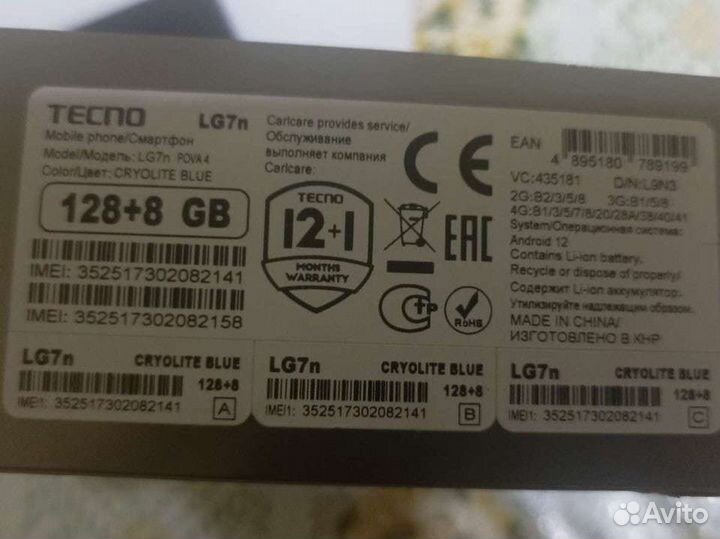 TECNO LG7n
Mobile phone/Смартфон
Model/Модель: LG7n POVA 4
Color/Цвет: CRYOLITE BLUE
128+8 GB
IMEI: 352517302082141
IMEI: 352517302082158
Carlcare provides service/
Обслуживание
выполняет компания
Carlcare:
TECNO
12+1
MONTHS
WARRANTY
CE
EAC
СТР
RoHS
EAN
4 895180 789199
VC:435181 D/N:L9N3
2G:B2/3/5/8 3G:B1/5/8
4G:B1/3/5/7/8/20/28A/38/40/41
System/Операционная система:
Android 12
Contains Li-ion battery.
Recycle or dispose of properly/
Содержит Li-ion аккумулятор.
Утилизируйте надлежащим образом.
MADE IN CHINA/
ИЗГОТОВЛЕНО В КНР
LG7n CRYOLITE BLUE
128+8
IMEI1: 352517302082141 A
LG7n CRYOLITE BLUE
128+8
IMEI1: 352517302082141 B
LG7n CRYOLITE BLUE
128+8
IMEI1: 352517302082141 C
Avito